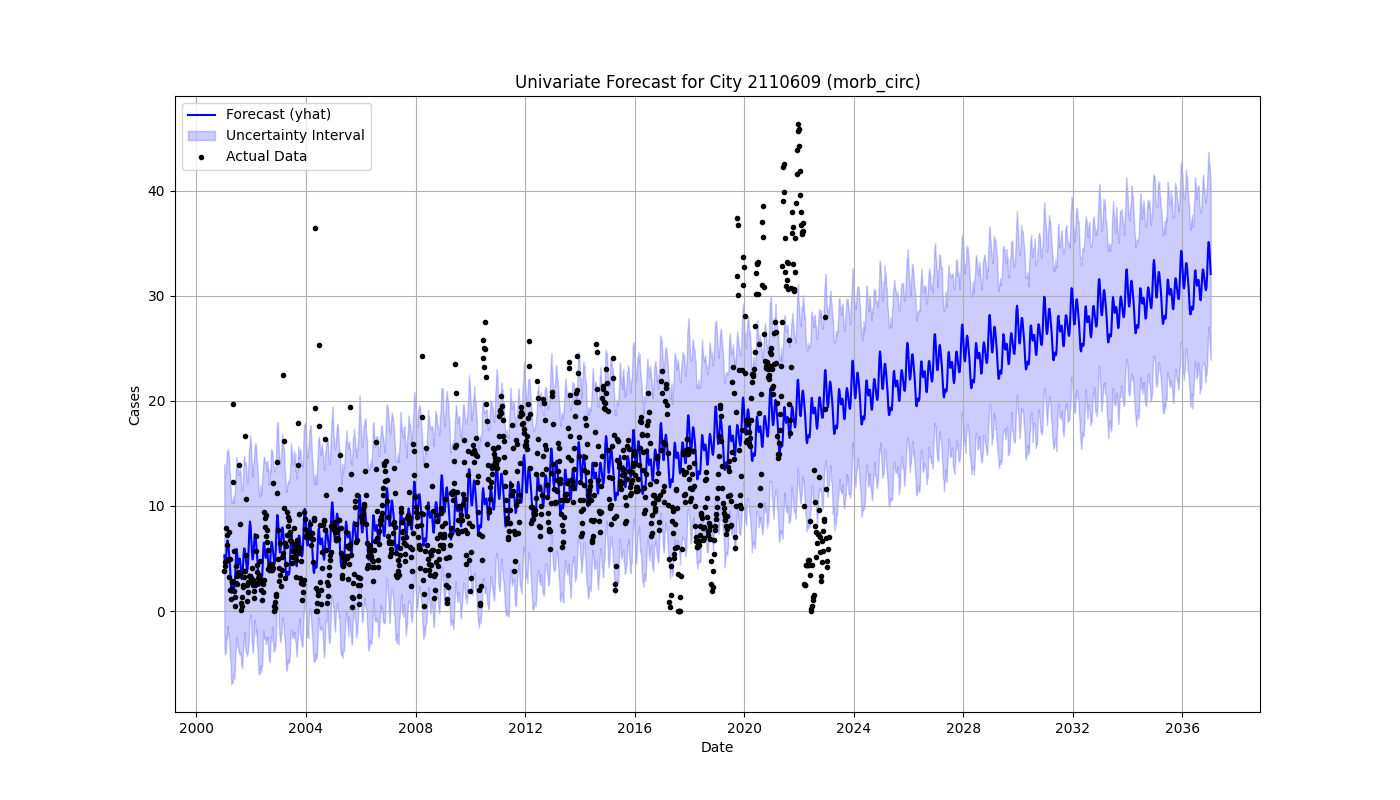 Univariate Forecast for City 2110609 (morb_circ)
Forecast (yhat)
Uncertainty Interval
Actual Data
40
30
20
10
0
Cases
2000 2004 2008 2012 2016 2020 2024 2028 2032 2036
Date